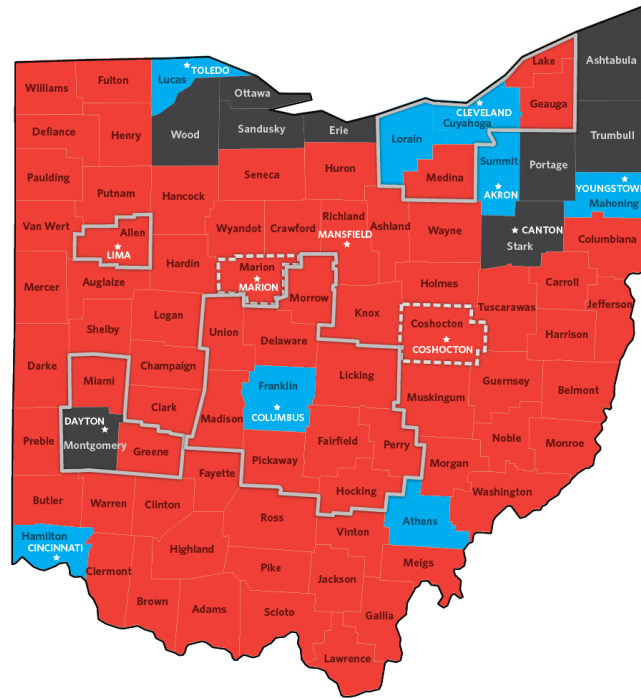 TOLEDO
Lucas
Williams
Fulton
Ottawa
Lake
Ashtabula
Geauga
CLEVELAND
Cuyahoga
Defiance
Henry
Wood
Sandusky
Erie
Lorain
Trumbull
Summit
Portage
Paulding
Putnam
Hancock
Seneca
Huron
Medina
AKRON
YOUNGSTOWN
Mahoning
Van Wert
Allen
LIMA
Wyandot
Crawford
Richland
MANSFIELD
Ashland
Wayne
CANTON
Stark
Columbiana
Mercer
Auglaize
Hardin
Marion
MARION
Morrow
Holmes
Tuscarawas
Carroll
Jefferson
Shelby
Logan
Union
Delaware
Knox
Coshocton
COSHOCTON
Harrison
Darke
Miami
Champaign
Clark
Franklin
COLUMBUS
Licking
Muskingum
Guernsey
Belmont
Preble
DAYTON
Montgomery
Greene
Madison
Pickaway
Fairfield
Perry
Noble
Monroe
Morgan
Fayette
Hocking
Washington
Butler
Warren
Clinton
Ross
Athens
Hamilton
CINCINNATI
Highland
Vinton
Clermont
Pike
Jackson
Meigs
Brown
Adams
Scioto
Gallia
Lawrence